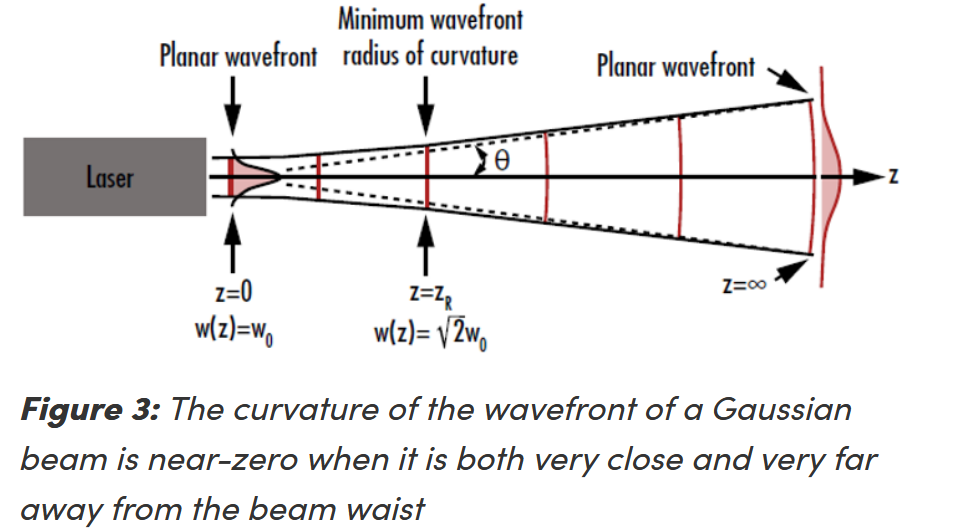 Minimum wavefront
radius of curvature
Planar wavefront
Planar wavefront
Laser
θ
z
z=0
w(z)=w₀
z=z_R
w(z)= √2w₀
z=∞
Figure 3: The curvature of the wavefront of a Gaussian
beam is near-zero when it is both very close and very far
away from the beam waist